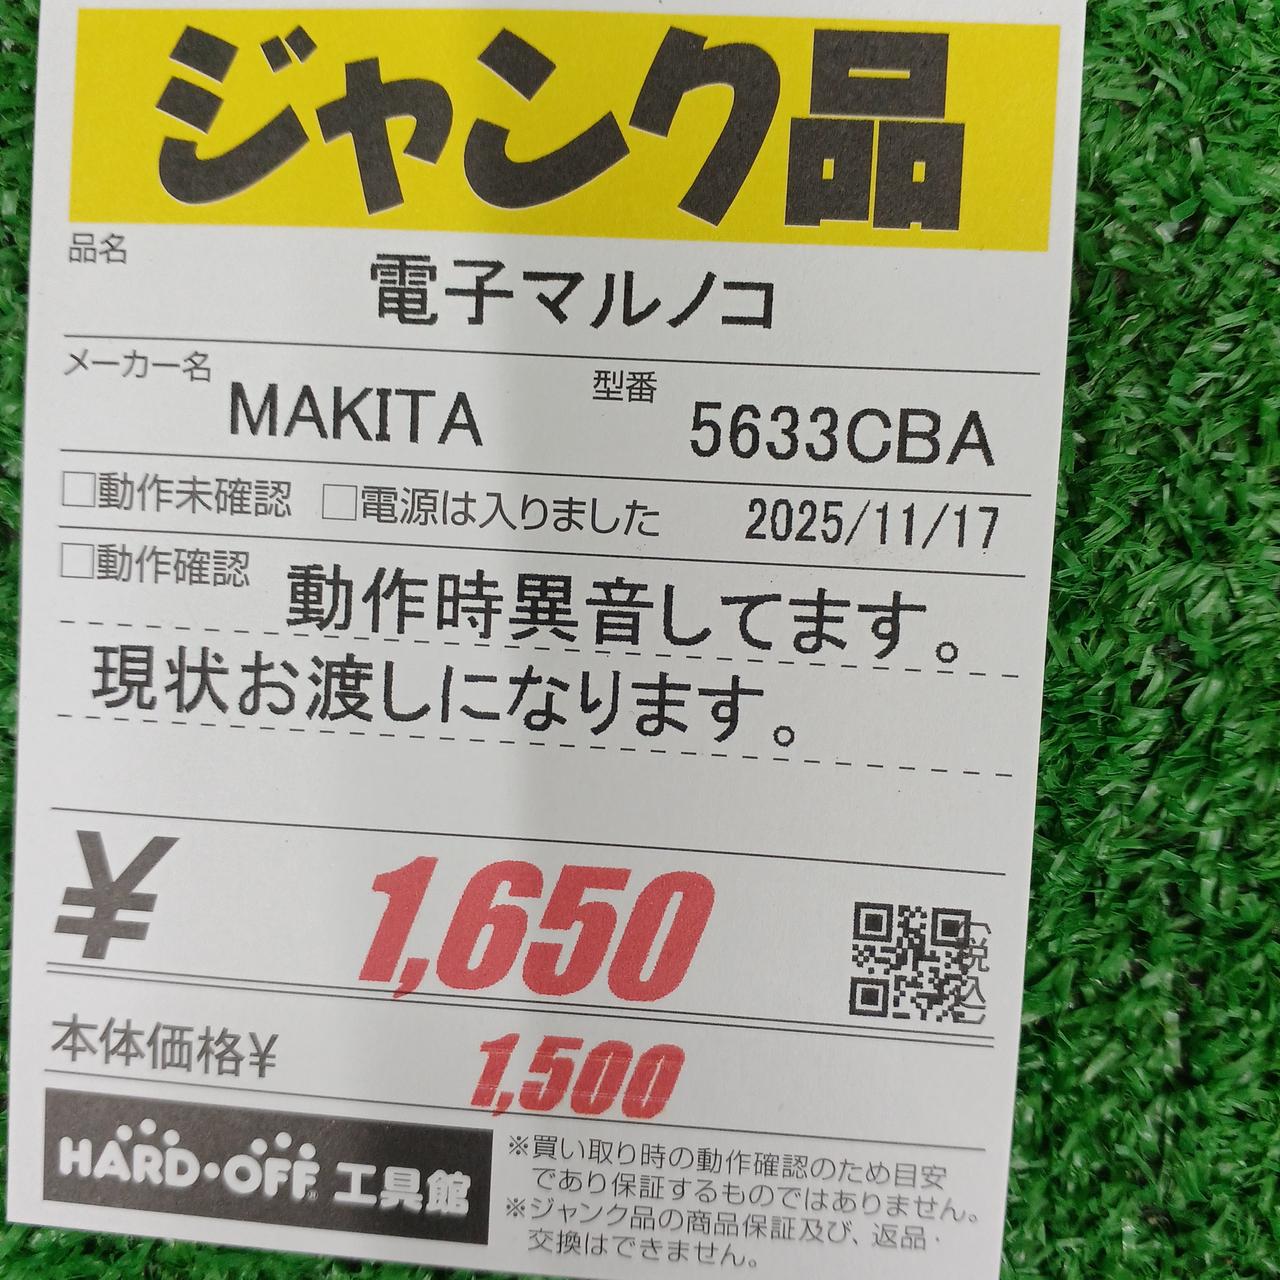 ジャンク品
品名
電子マルノコ
メーカー名 MAKITA 型番 5633CBA
□動作未確認 □電源は入りました 2025/11/17
□動作確認 動作時異音してます。
現状お渡しになります。
¥ 1,650 (税込)
本体価格¥ 1,500
HARD・OFF 工具館
※買い取り時の動作確認のため目安
であり保証するものではありません。
※ジャンク品の商品保証及び、返品・
交換はできません。